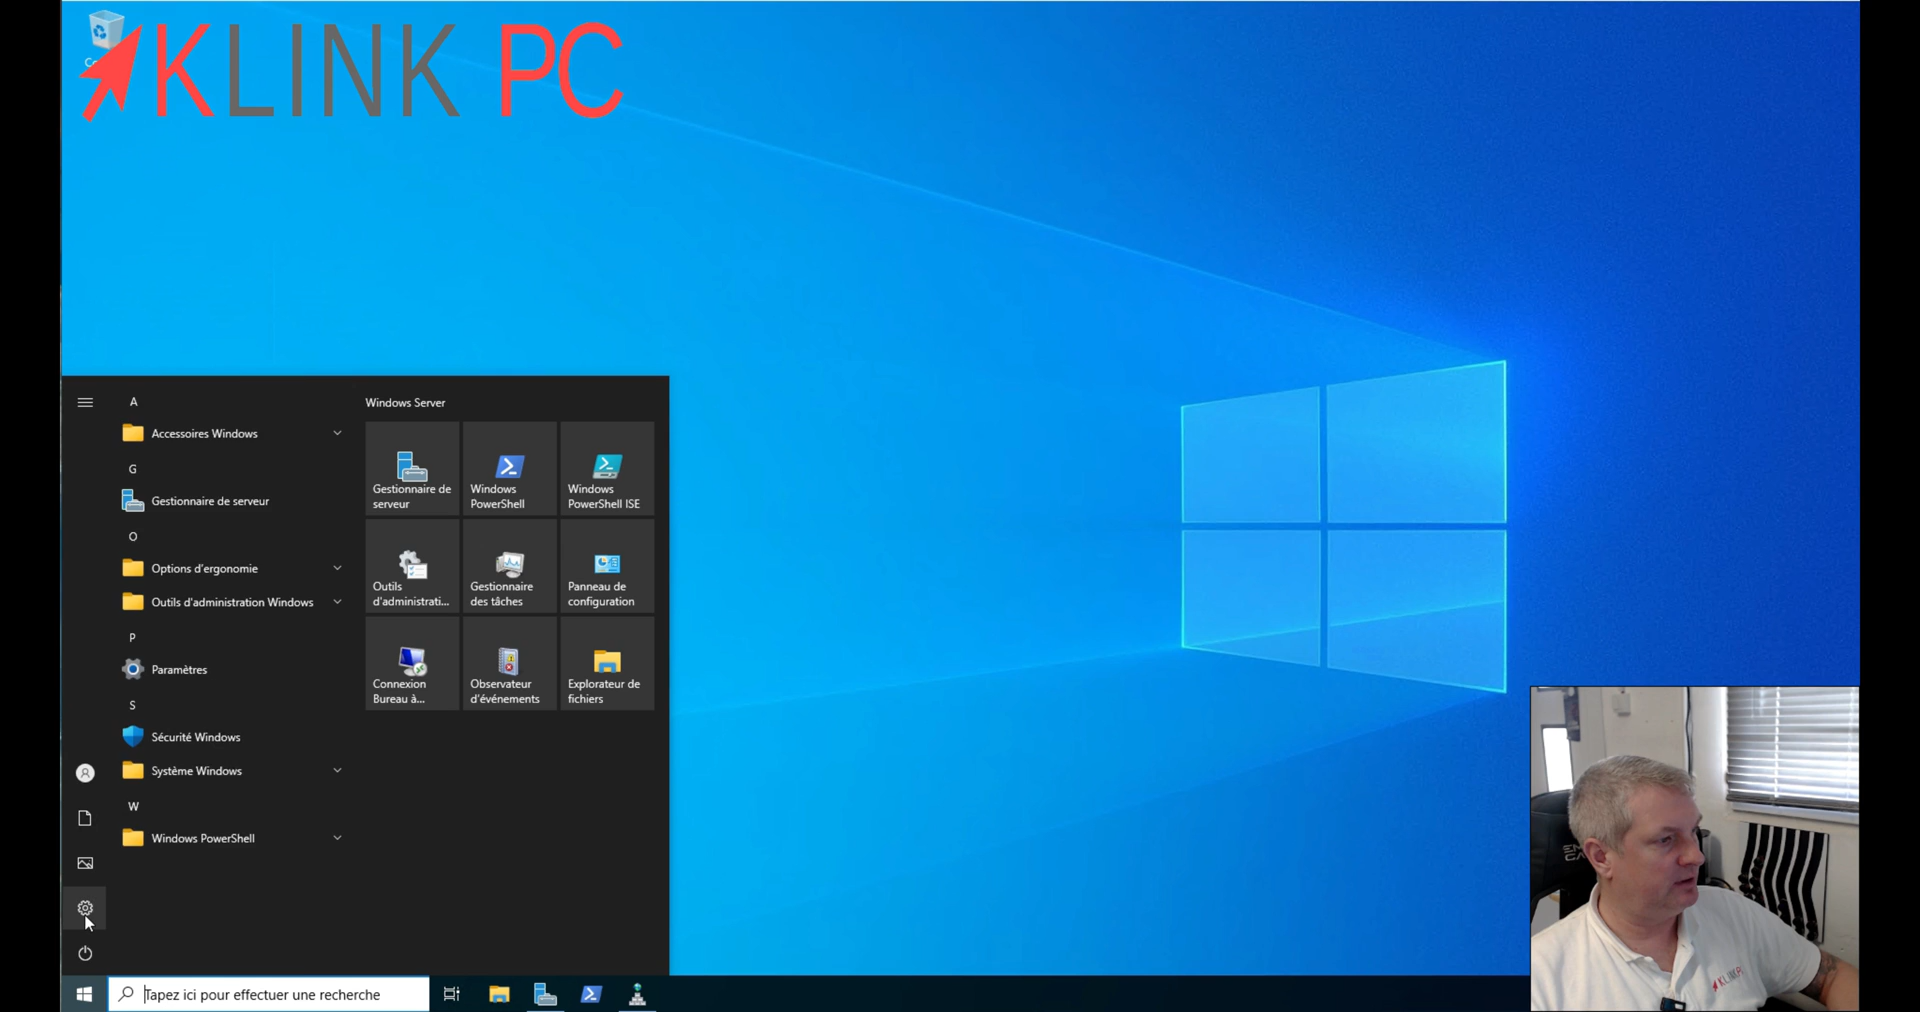 KLINK PC
A
Accessoires Windows
G
Gestionnaire de serveur
O
Options d'ergonomie
Outils d'administration Windows
P
Paramètres
S
Sécurité Windows
Système Windows
W
Windows PowerShell
Windows Server
Gestionnaire de
serveur
Windows
PowerShell
Windows
PowerShell ISE
Outils
d'administrati...
Gestionnaire
des tâches
Panneau de
configuration
Connexion
Bureau à...
Observateur
d'événements
Explorateur de
fichiers
Tapez ici pour effectuer une recherche
KLINK PC